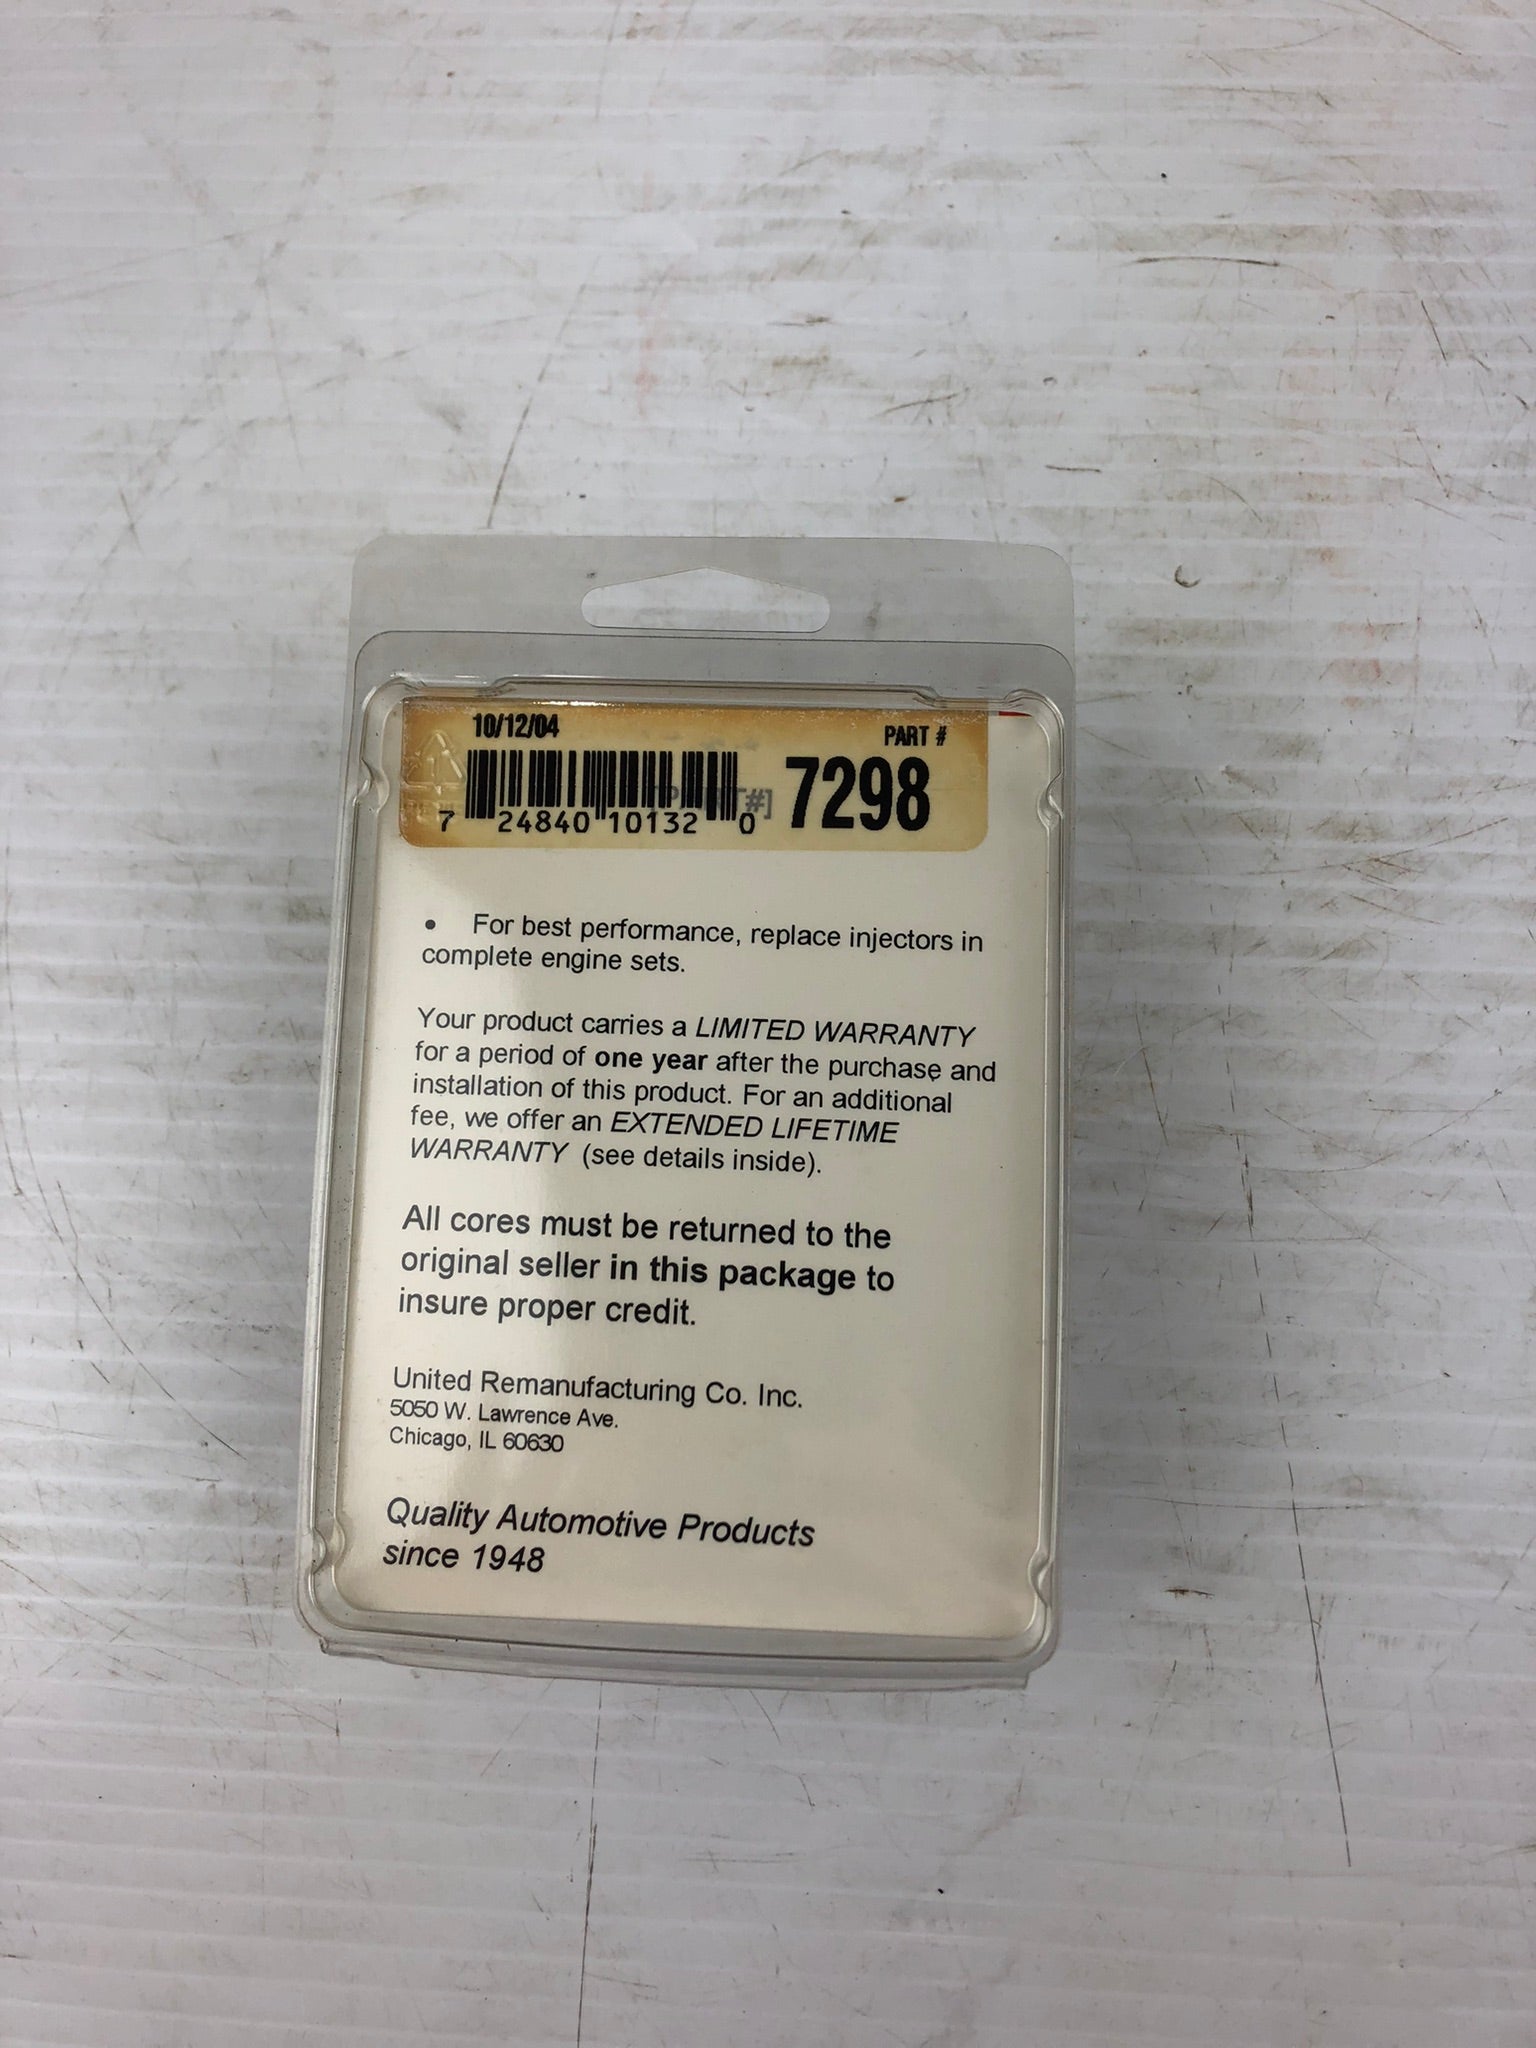 10/12/04
PART #
7298
7 24840 10132 0
• For best performance, replace injectors in
complete engine sets.
Your product carries a LIMITED WARRANTY
for a period of one year after the purchase and
installation of this product. For an additional
fee, we offer an EXTENDED LIFETIME
WARRANTY (see details inside).
All cores must be returned to the
original seller in this package to
insure proper credit.
United Remanufacturing Co. Inc.
5050 W. Lawrence Ave.
Chicago, IL 60630
Quality Automotive Products
since 1948